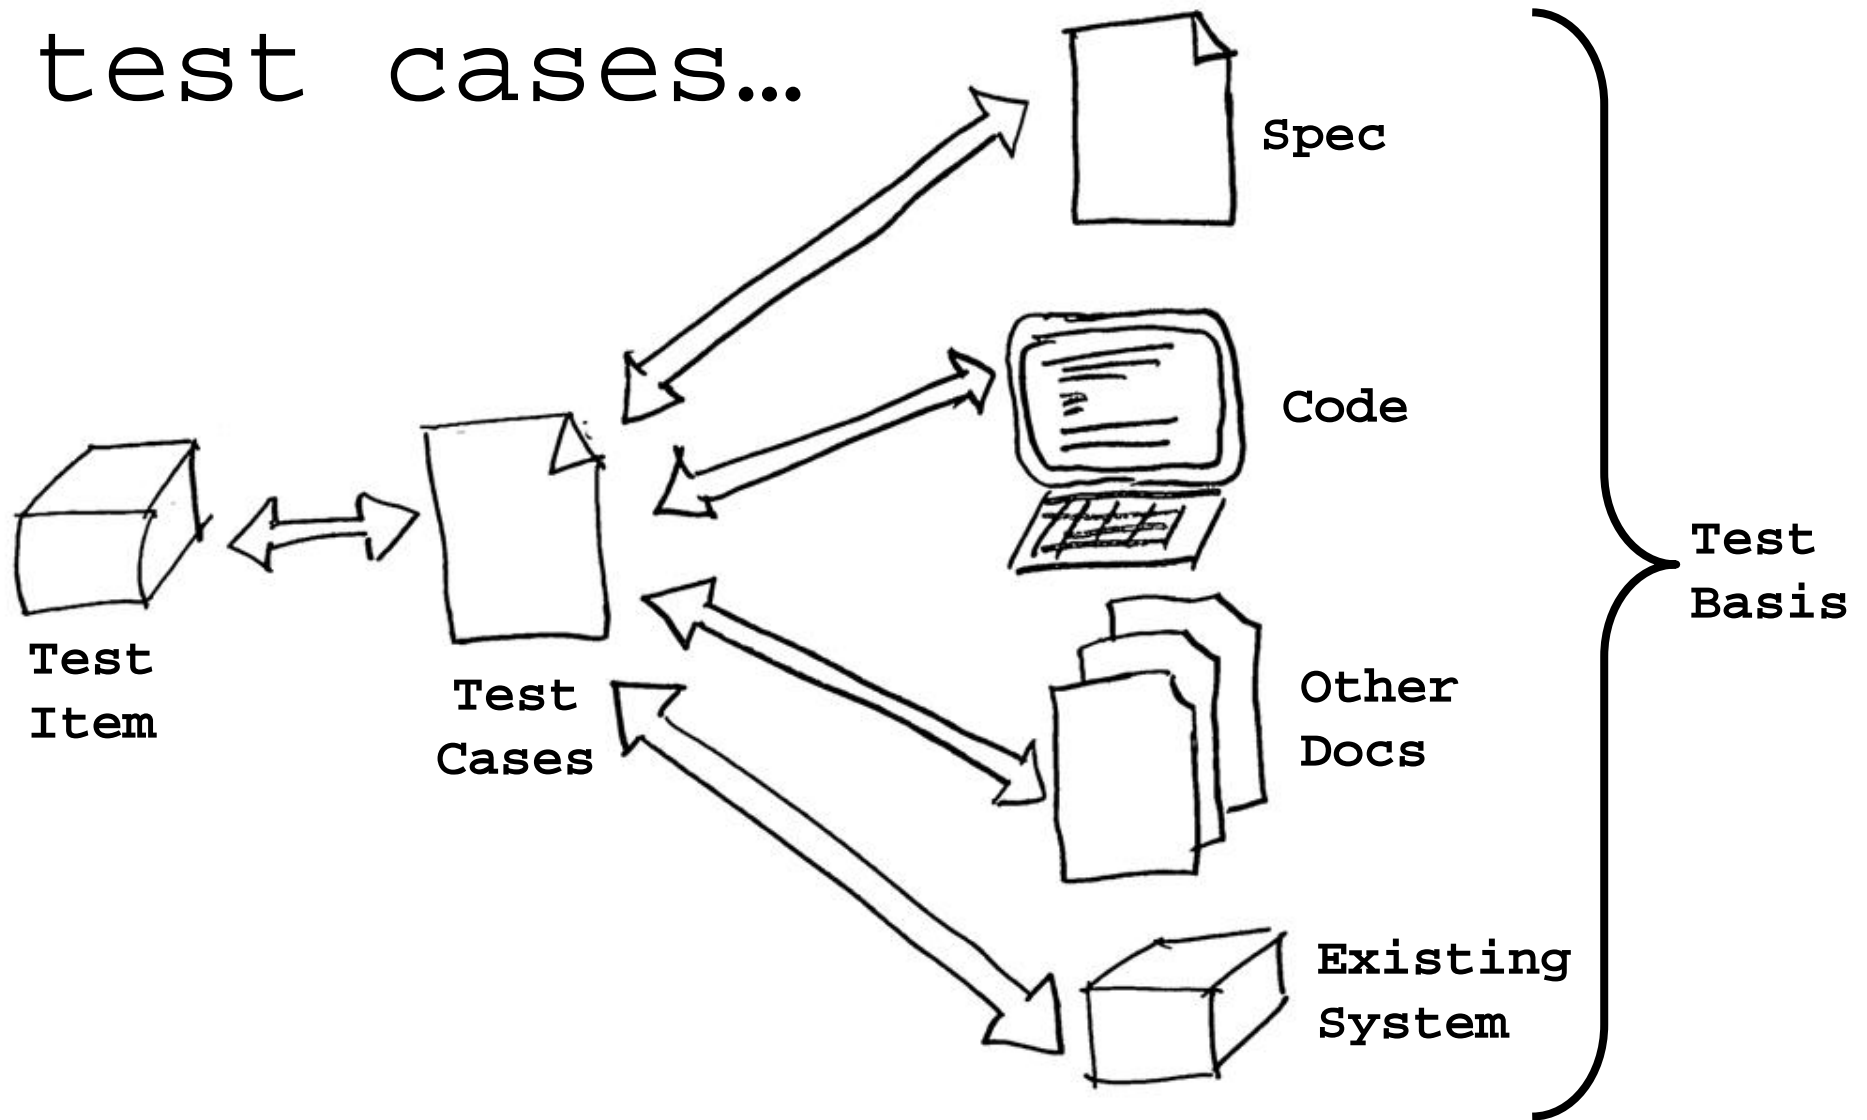 test cases…
Spec
Code
Test
Basis
Test
Item
Test
Cases
Other
Docs
Existing
System